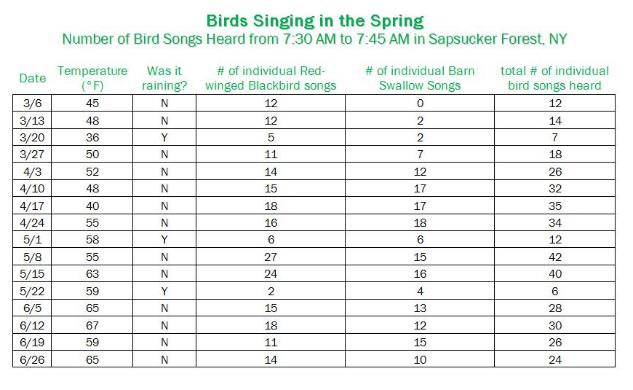 Birds Singing in the Spring
Number of Bird Songs Heard from 7:30 AM to 7:45 AM in Sapsucker Forest, NY
Date Temperature (°F) Was it raining? # of individual Red-winged Blackbird songs # of individual Barn Swallow Songs total # of individual bird songs heard
3/6 45 N 12 0 12
3/13 48 N 12 2 14
3/20 36 Y 5 2 7
3/27 50 N 11 7 18
4/3 52 N 14 12 26
4/10 48 N 15 17 32
4/17 40 N 18 17 35
4/24 55 N 16 18 34
5/1 58 Y 6 6 12
5/8 55 N 27 15 42
5/15 63 N 24 16 40
5/22 59 Y 2 4 6
6/5 65 N 15 13 28
6/12 67 N 18 12 30
6/19 59 N 11 15 26
6/26 65 N 14 10 24